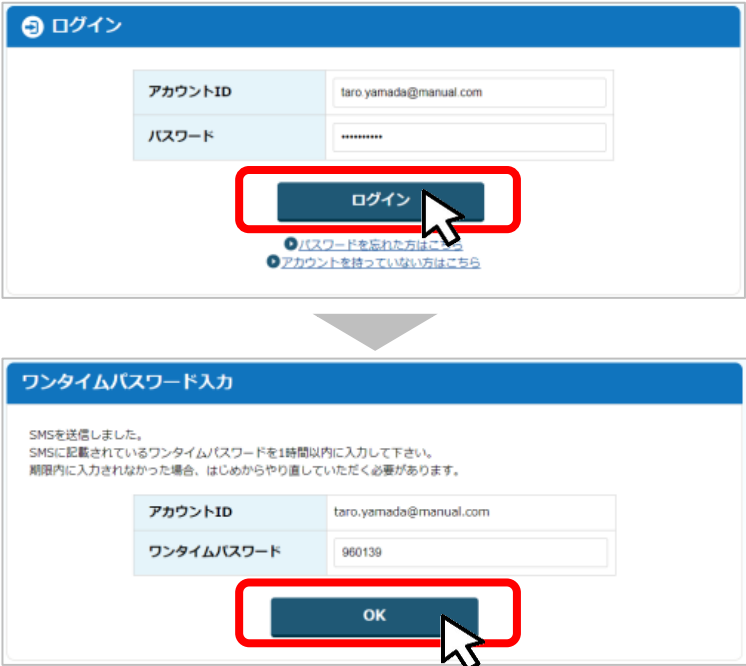 ログイン
アカウントID
taro.yamada@manual.com
パスワード
••••••••••
ログイン
パスワードを忘れた方はこちら
アカウントを持っていない方はこちら
ワンタイムパスワード入力
SMSを送信しました。
SMSに記載されているワンタイムパスワードを1時間以内に入力して下さい。
期限内に入力されなかった場合、はじめからやり直していただく必要があります。
アカウントID
taro.yamada@manual.com
ワンタイムパスワード
960139
OK